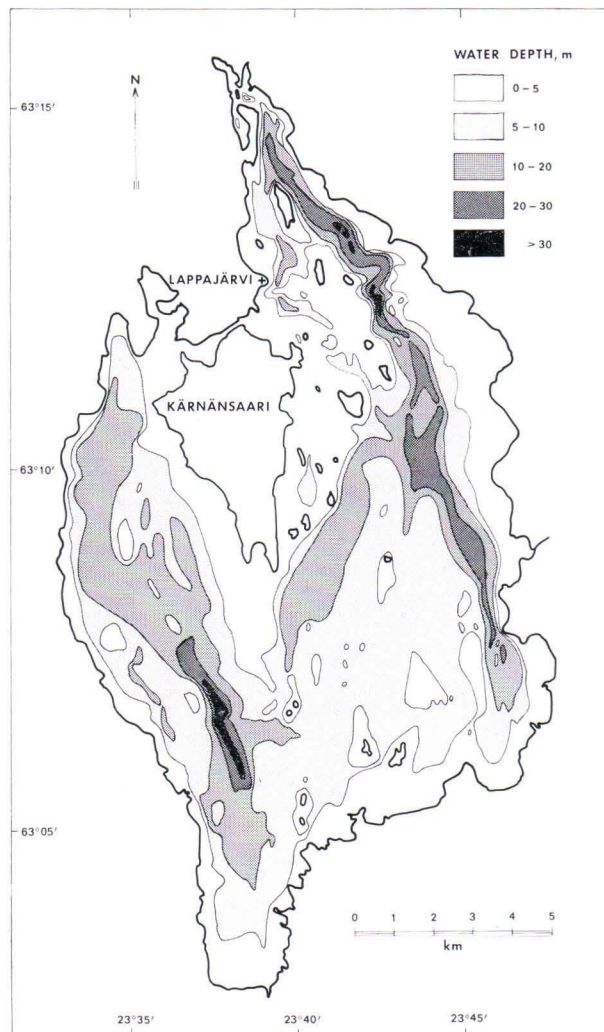 WATER DEPTH, m
0 – 5
5 – 10
10 – 20
20 – 30
> 30
N
63°15'
LAPPAJÄRVI +
KÄRNÄNSAARI
63°10'
63°05'
0 1 2 3 4 5
km
23°35' 23°40' 23°45'